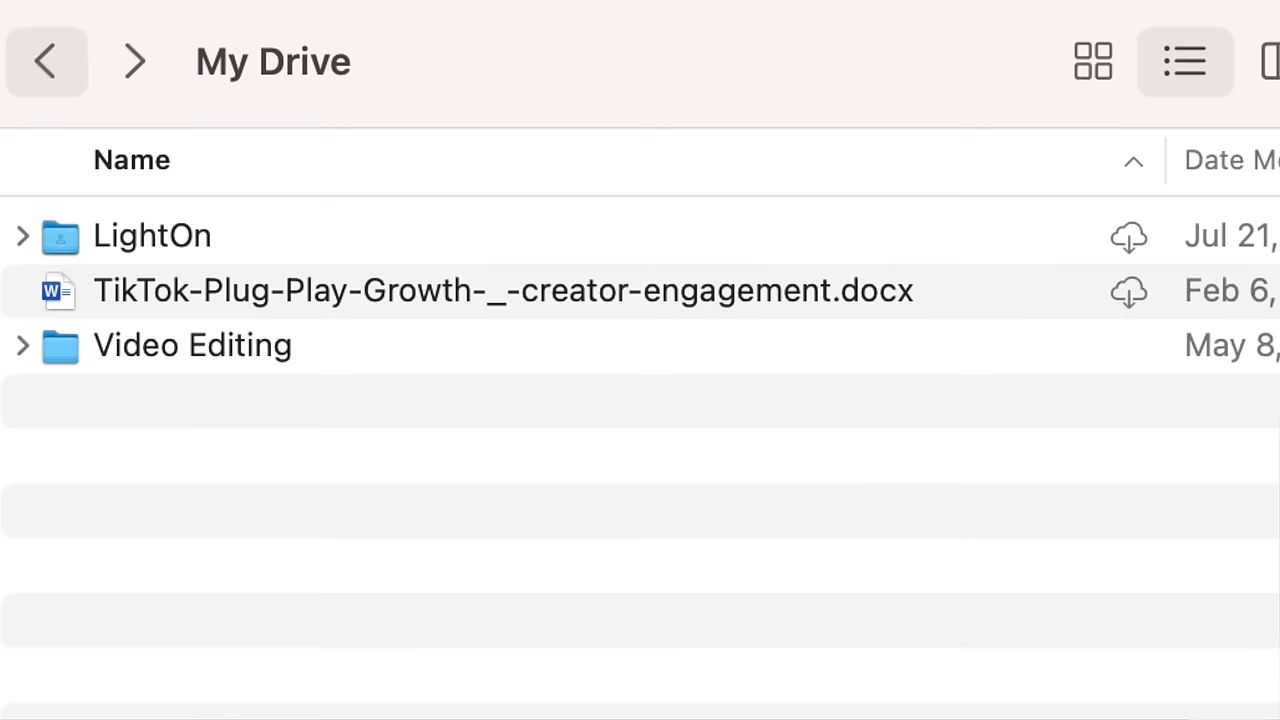 My Drive
Name
Date M
LightOn
Jul 21,
W
TikTok-Plug-Play-Growth-_-creator-engagement.docx
Feb 6,
Video Editing
May 8,